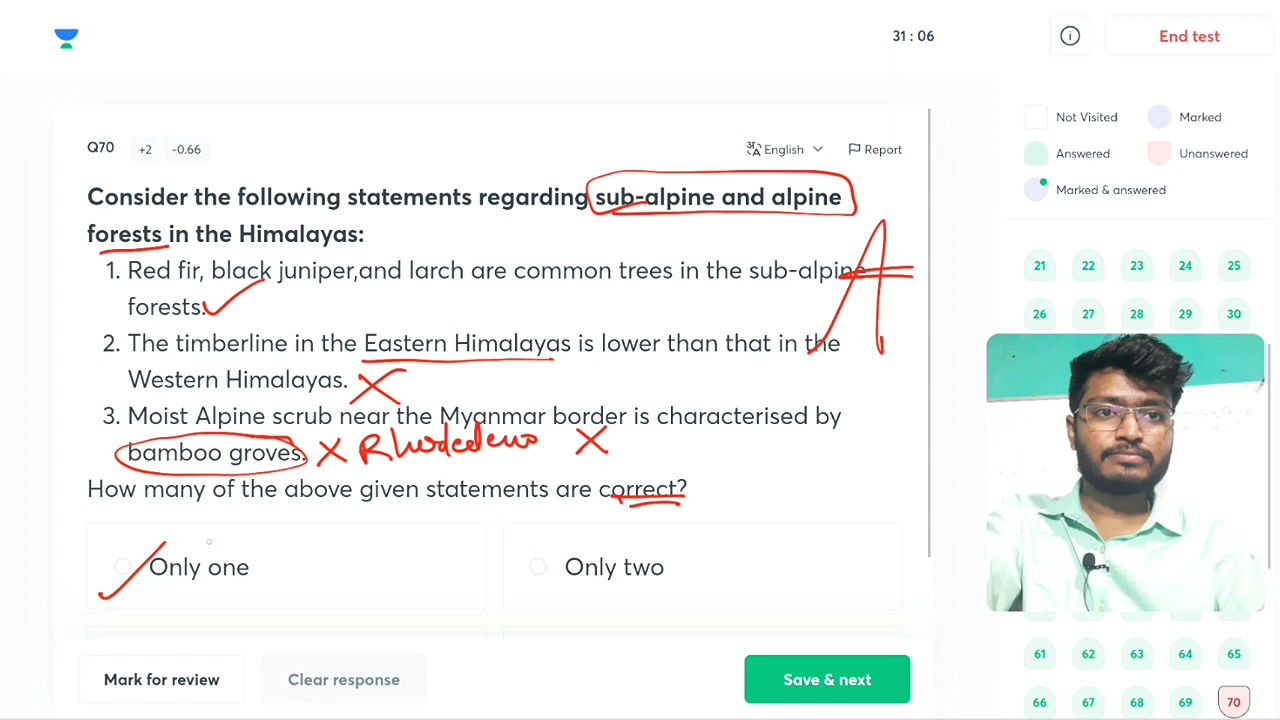 31 : 06
End test
Q70
+2
-0.66
English
Report
Consider the following statements regarding sub-alpine and alpine
forests in the Himalayas:
1. Red fir, black juniper,and larch are common trees in the sub-alpine
forests.
2. The timberline in the Eastern Himalayas is lower than that in the
Western Himalayas.
3. Moist Alpine scrub near the Myanmar border is characterised by
bamboo groves.
How many of the above given statements are correct?
A
Only one
Only two
Mark for review
Clear response
Save & next
Not Visited
Marked
Answered
Unanswered
Marked & answered
21 22 23 24 25
26 27 28 29 30
61 62 63 64 65
66 67 68 69 70